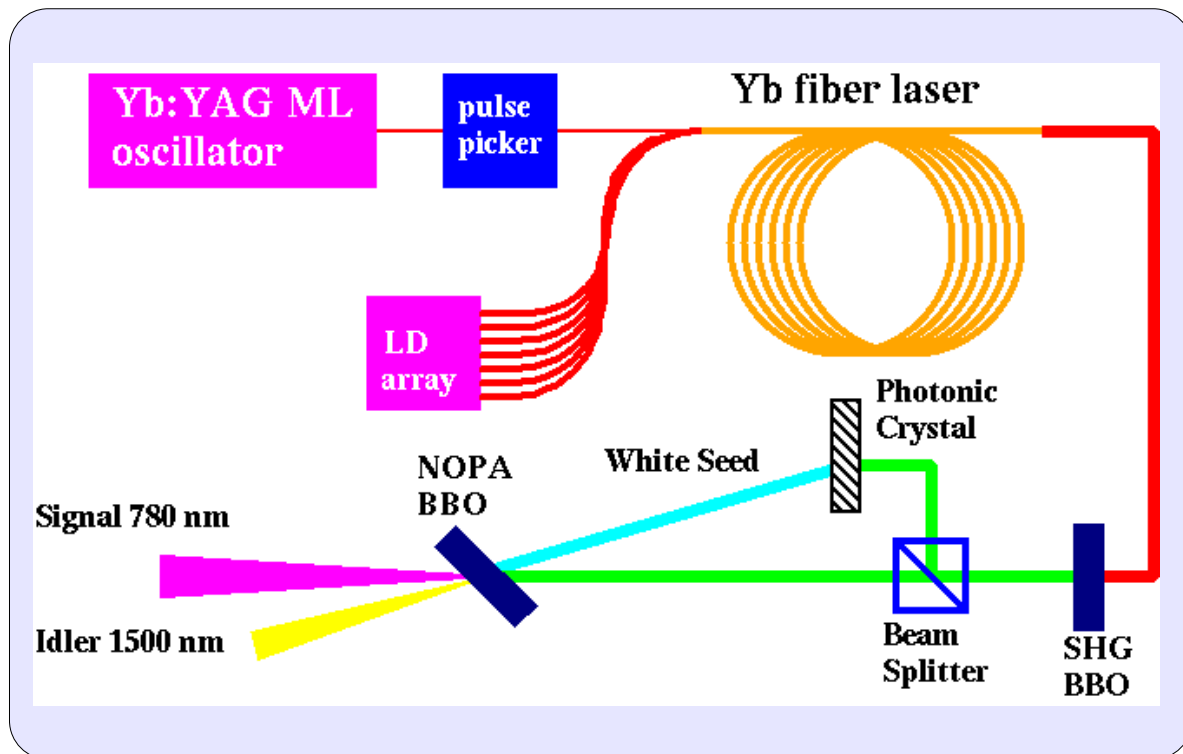 Yb:YAG ML
oscillator
pulse
picker
Yb fiber laser
LD
array
Photonic
Crystal
White Seed
NOPA
BBO
Signal 780 nm
Idler 1500 nm
Beam
Splitter
SHG
BBO